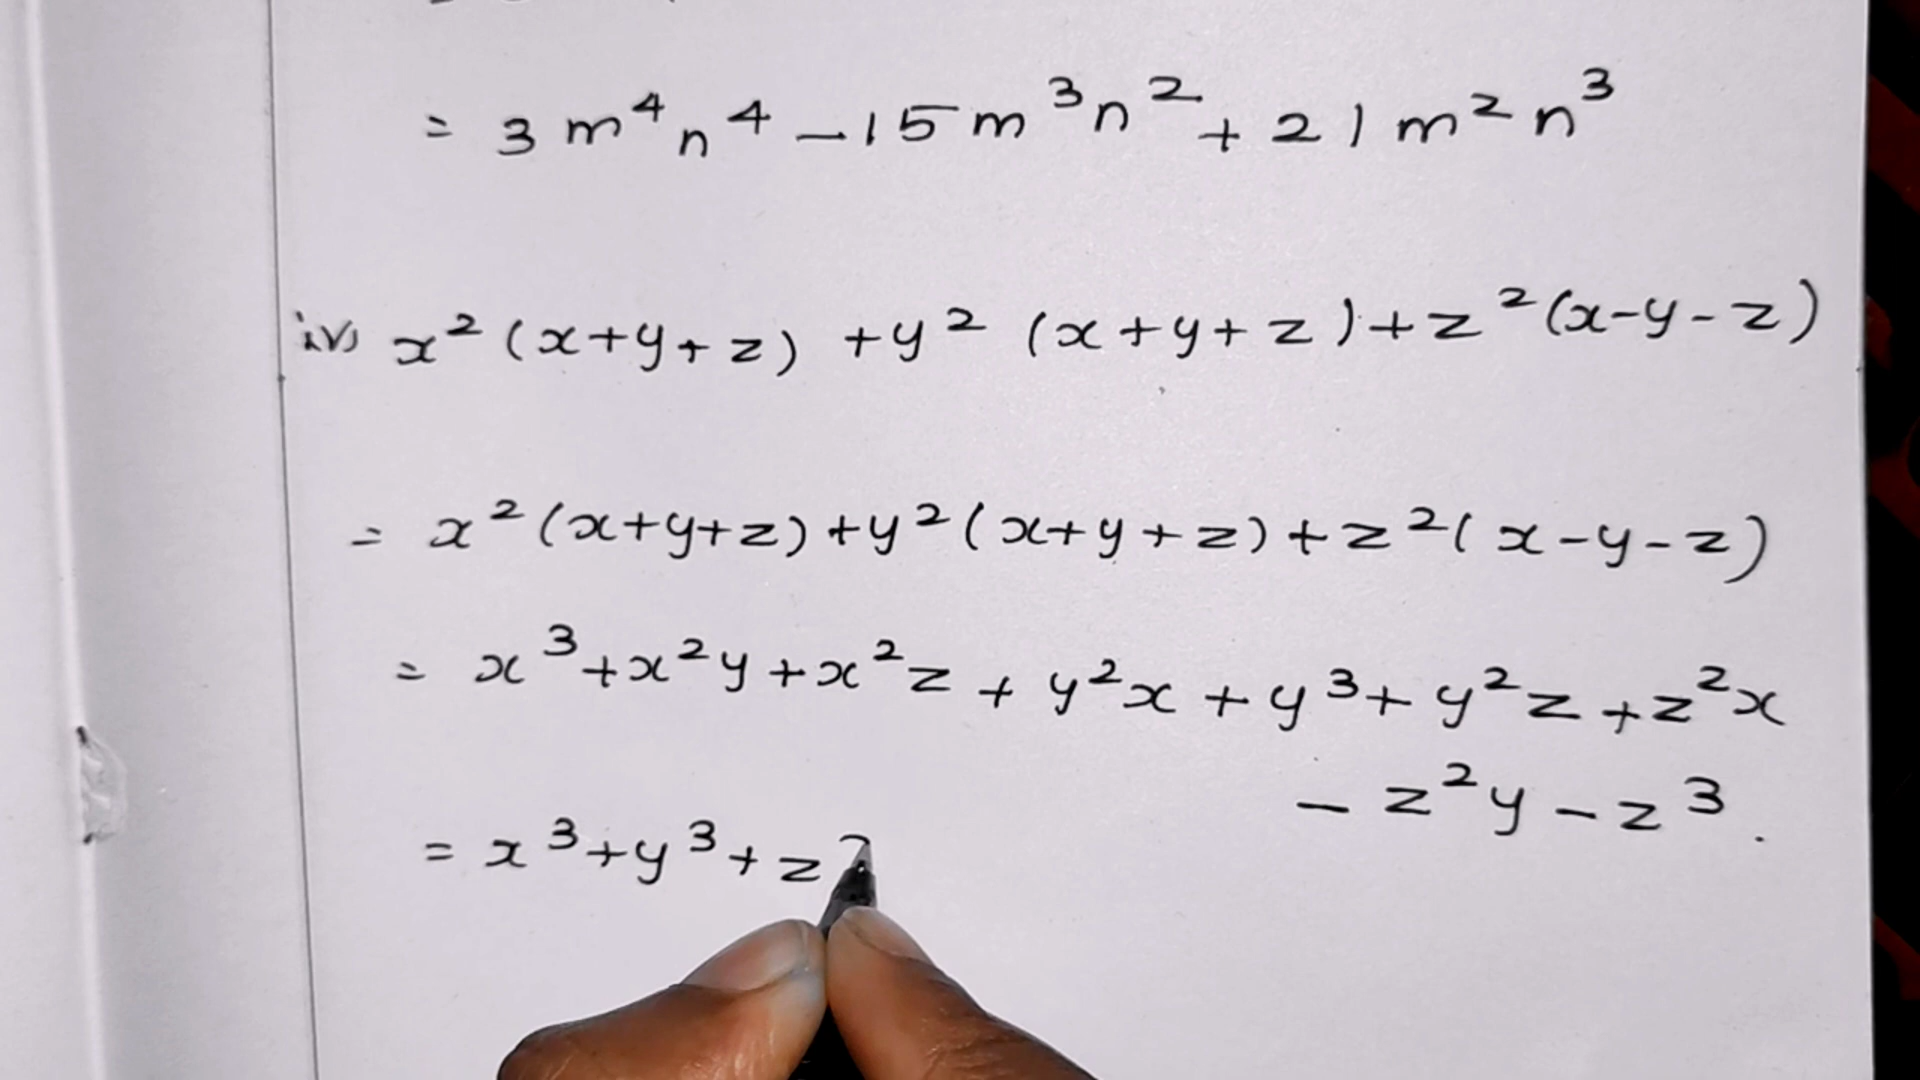 = 3m⁴n⁴ - 15m³n² + 21m²n³
iv) x²(x+y+z) + y²(x+y+z) + z²(x-y-z)
= x²(x+y+z) + y²(x+y+z) + z²(x-y-z)
= x³ + x²y + x²z + y²x + y³ + y²z + z²x
- z²y - z³.
= x³ + y³ + z